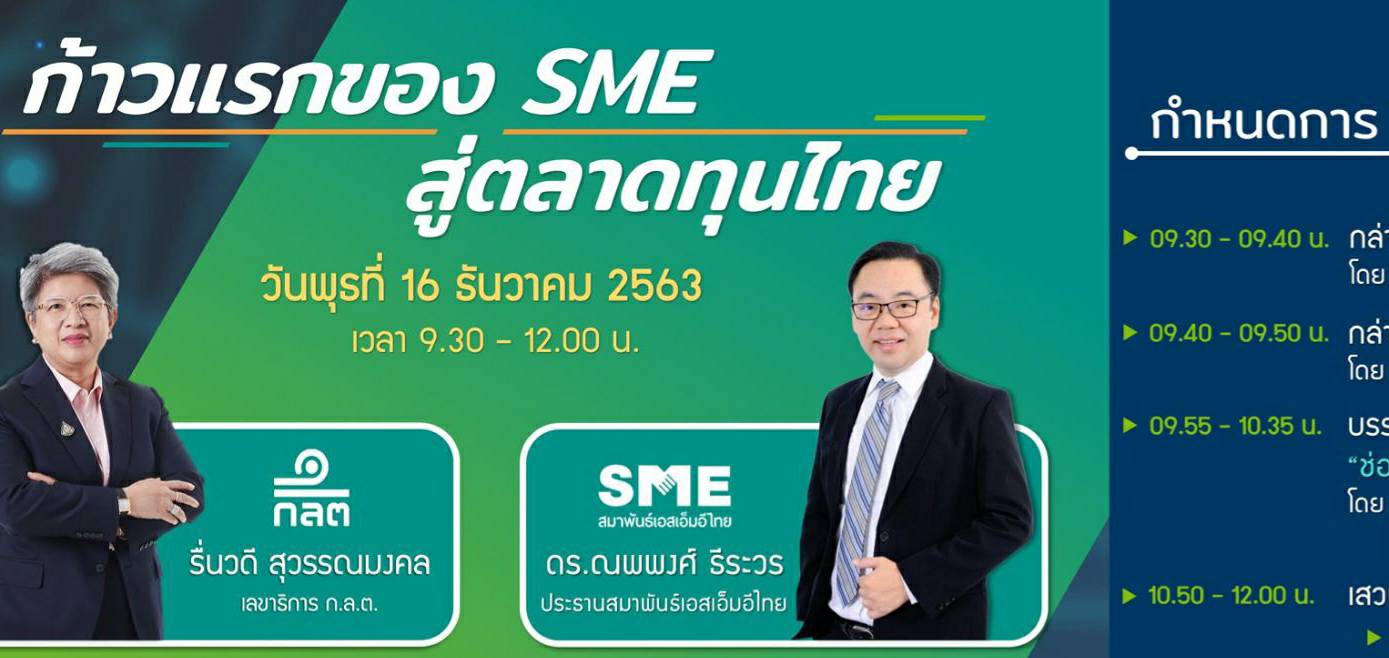 ก้าวแรกของ SME
สู่ตลาดทุนไทย
วันพุธที่ 16 ธันวาคม 2563
เวลา 9.30 - 12.00 น.
กลต
รื่นวดี สุวรรณมงคล
เลขาธิการ ก.ล.ต.
SME
สมาพันธ์เอสเอ็มอีไทย
ดร.ณพพงศ์ ธีระวร
ประธานสมาพันธ์เอสเอ็มอีไทย
กำหนดการ
09.30 - 09.40 น.
โดย
09.40 - 09.50 น.
โดย
09.55 - 10.35 น.
โดย
10.50 - 12.00 น.